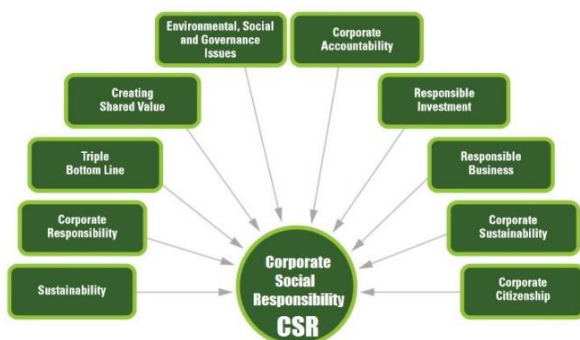 Environmental, Social
and Governance
Issues
Corporate
Accountability
Creating
Shared Value
Responsible
Investment
Triple
Bottom Line
Responsible
Business
Corporate
Responsibility
Corporate
Sustainability
Sustainability
Corporate
Citizenship
Corporate
Social
Responsibility
CSR